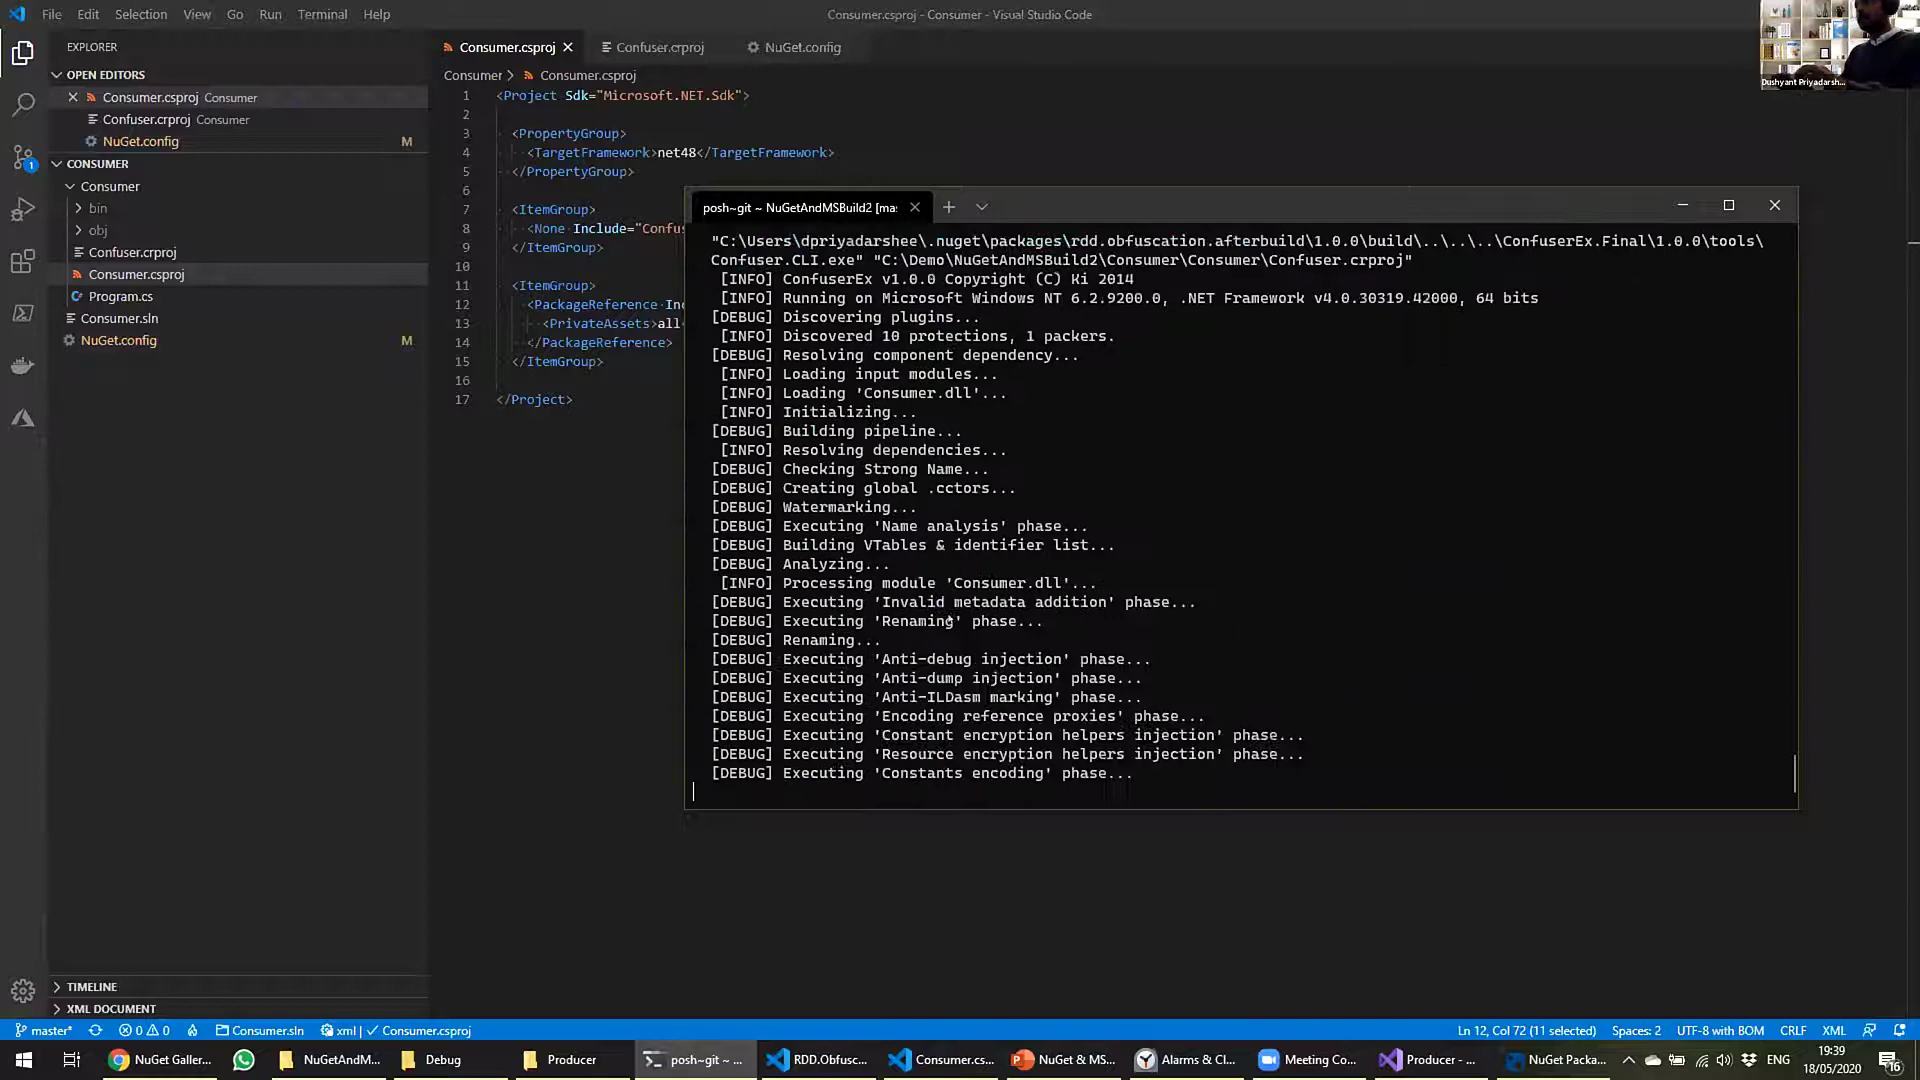 File Edit Selection View Go Run Terminal Help
Consumer.csproj - Consumer - Visual Studio Code
Dushyant Priyadarsh...
EXPLORER
OPEN EDITORS
Consumer.csproj Consumer
Confuser.crproj Consumer
NuGet.config M
CONSUMER
Consumer
bin
obj
Confuser.crproj
Consumer.csproj
Program.cs
Consumer.sln
NuGet.config M
TIMELINE
XML DOCUMENT
1
Consumer.csproj Confuser.crproj NuGet.config
Consumer > Consumer.csproj
1 <Project Sdk="Microsoft.NET.Sdk">
2
3 <PropertyGroup>
4 <TargetFramework>net48</TargetFramework>
5 </PropertyGroup>
6
7 <ItemGroup>
8 <None Include="Confus
9 </ItemGroup>
10
11 <ItemGroup>
12 <PackageReference Inc
13 <PrivateAssets>all
14 </PackageReference>
15 </ItemGroup>
16
17 </Project>
posh~git ~ NuGetAndMSBuild2 [mas
"C:\Users\dpriyadarshee\.nuget\packages\rdd.obfuscation.afterbuild\1.0.0\build\..\..\..\ConfuserEx.Final\1.0.0\tools\
Confuser.CLI.exe" "C:\Demo\NuGetAndMSBuild2\Consumer\Consumer\Confuser.crproj"
[INFO] ConfuserEx v1.0.0 Copyright (C) Ki 2014
[INFO] Running on Microsoft Windows NT 6.2.9200.0, .NET Framework v4.0.30319.42000, 64 bits
[DEBUG] Discovering plugins...
[INFO] Discovered 10 protections, 1 packers.
[DEBUG] Resolving component dependency...
[INFO] Loading input modules...
[INFO] Loading 'Consumer.dll'...
[INFO] Initializing...
[DEBUG] Building pipeline...
[INFO] Resolving dependencies...
[DEBUG] Checking Strong Name...
[DEBUG] Creating global .cctors...
[DEBUG] Watermarking...
[DEBUG] Executing 'Name analysis' phase...
[DEBUG] Building VTables & identifier list...
[DEBUG] Analyzing...
[INFO] Processing module 'Consumer.dll'...
[DEBUG] Executing 'Invalid metadata addition' phase...
[DEBUG] Executing 'Renaming' phase...
[DEBUG] Renaming...
[DEBUG] Executing 'Anti-debug injection' phase...
[DEBUG] Executing 'Anti-dump injection' phase...
[DEBUG] Executing 'Anti-ILDasm marking' phase...
[DEBUG] Executing 'Encoding reference proxies' phase...
[DEBUG] Executing 'Constant encryption helpers injection' phase...
[DEBUG] Executing 'Resource encryption helpers injection' phase...
[DEBUG] Executing 'Constants encoding' phase...
master* 0 0 Consumer.sln xml Consumer.csproj
Ln 12, Col 72 (11 selected) Spaces: 2 UTF-8 with BOM CRLF XML
NuGet Galler... NuGetAndM... Debug Producer posh~git ~ ... RDD.Obfusc... Consumer.cs... NuGet & MS... Alarms & Cl... Meeting Co... Producer - ... NuGet Packa... ENG
19:39
18/05/2020
16